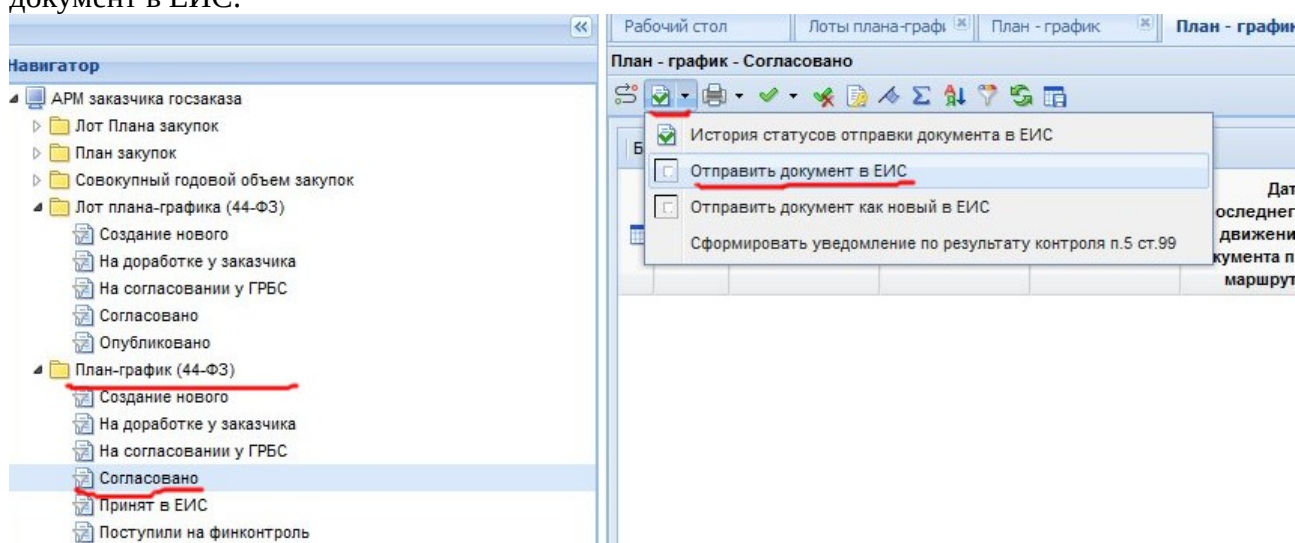 документ в ЕИС:
Рабочий стол
Лоты плана-графи
План - график
План - график
Навигатор
План - график - Согласовано
АРМ заказчика госзаказа
Лот Плана закупок
План закупок
Совокупный годовой объем закупок
Лот плана-графика (44-ФЗ)
Создание нового
На доработке у заказчика
На согласовании у ГРБС
Согласовано
Опубликовано
План-график (44-ФЗ)
Создание нового
На доработке у заказчика
На согласовании у ГРБС
Согласовано
Принят в ЕИС
Поступили на финконтроль
История статусов отправки документа в ЕИС
Отправить документ в ЕИС
Отправить документ как новый в ЕИС
Сформировать уведомление по результату контроля п.5 ст.99
Б
Дат
оследнег
движени
кумента п
маршрут